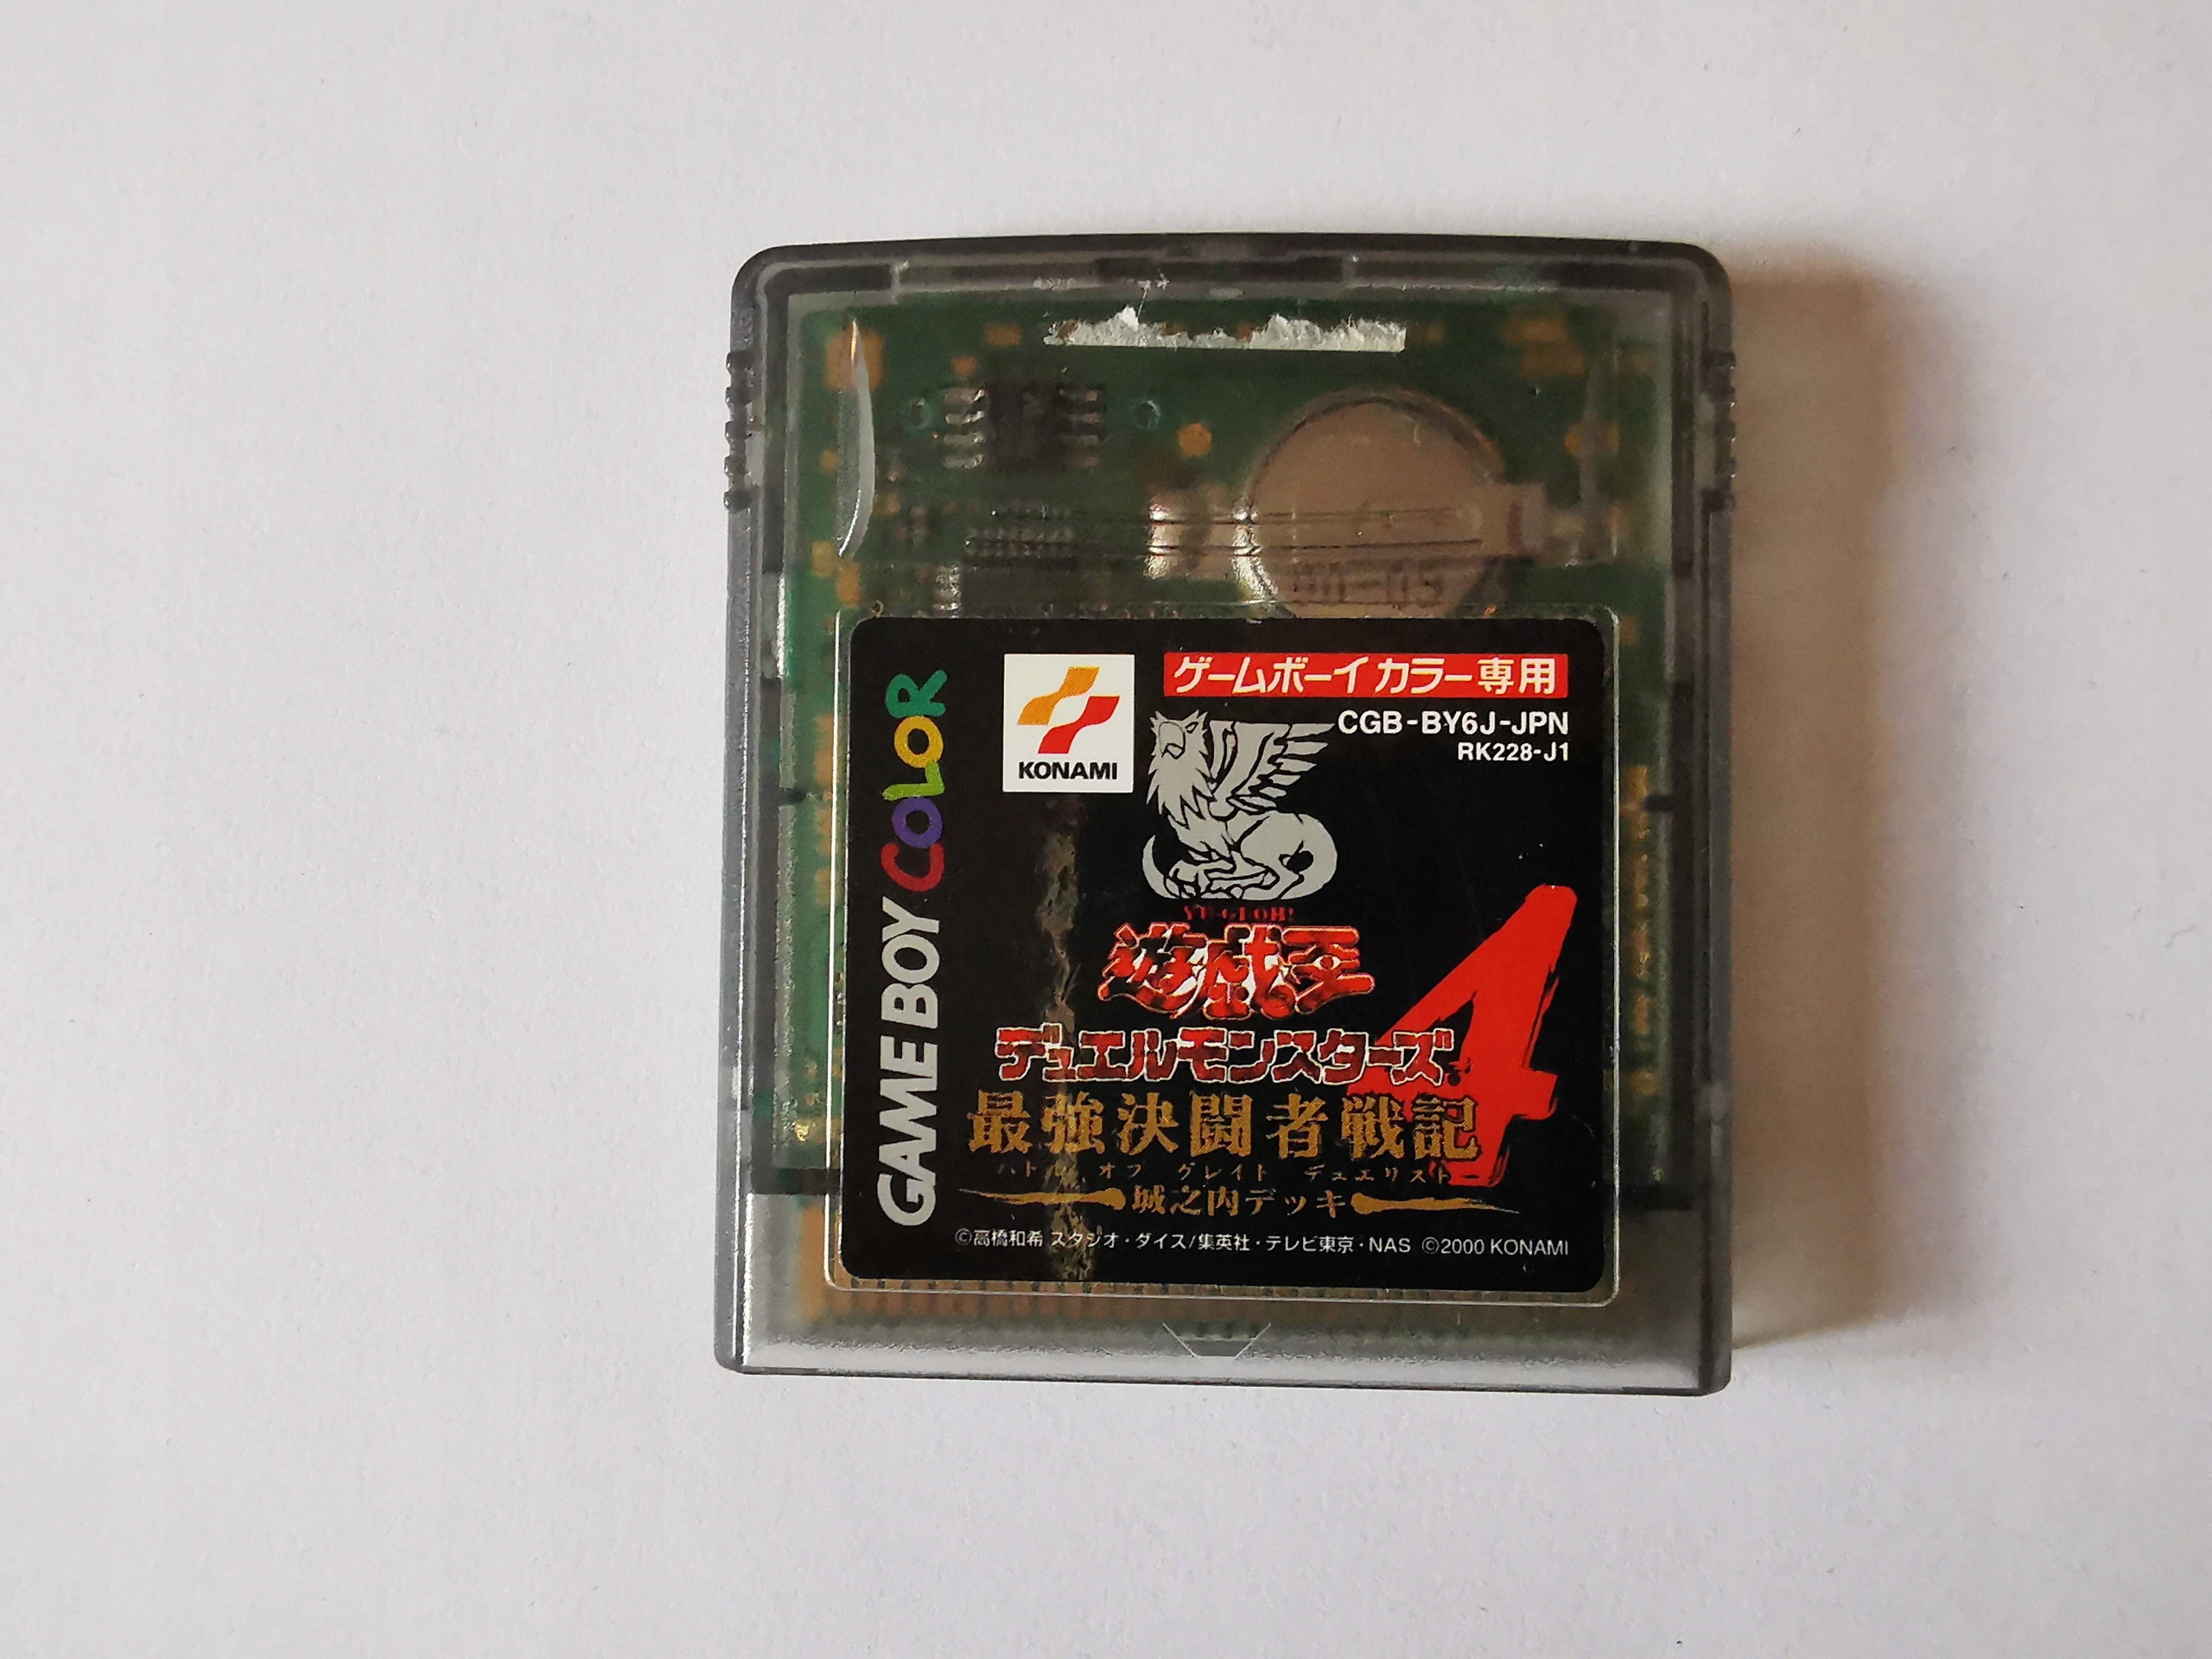 GAME BOY COLOR
KONAMI
ゲームボーイカラー専用
CGB-BY6J-JPN
RK228-J1
YU-GI-OH!
遊戯王
デュエルモンスターズ
4
最強決闘者戦記
バトル オブ グレイト デュエリスト
城之内デッキ
©高橋和希 スタジオ・ダイス/集英社・テレビ東京・NAS ©2000 KONAMI